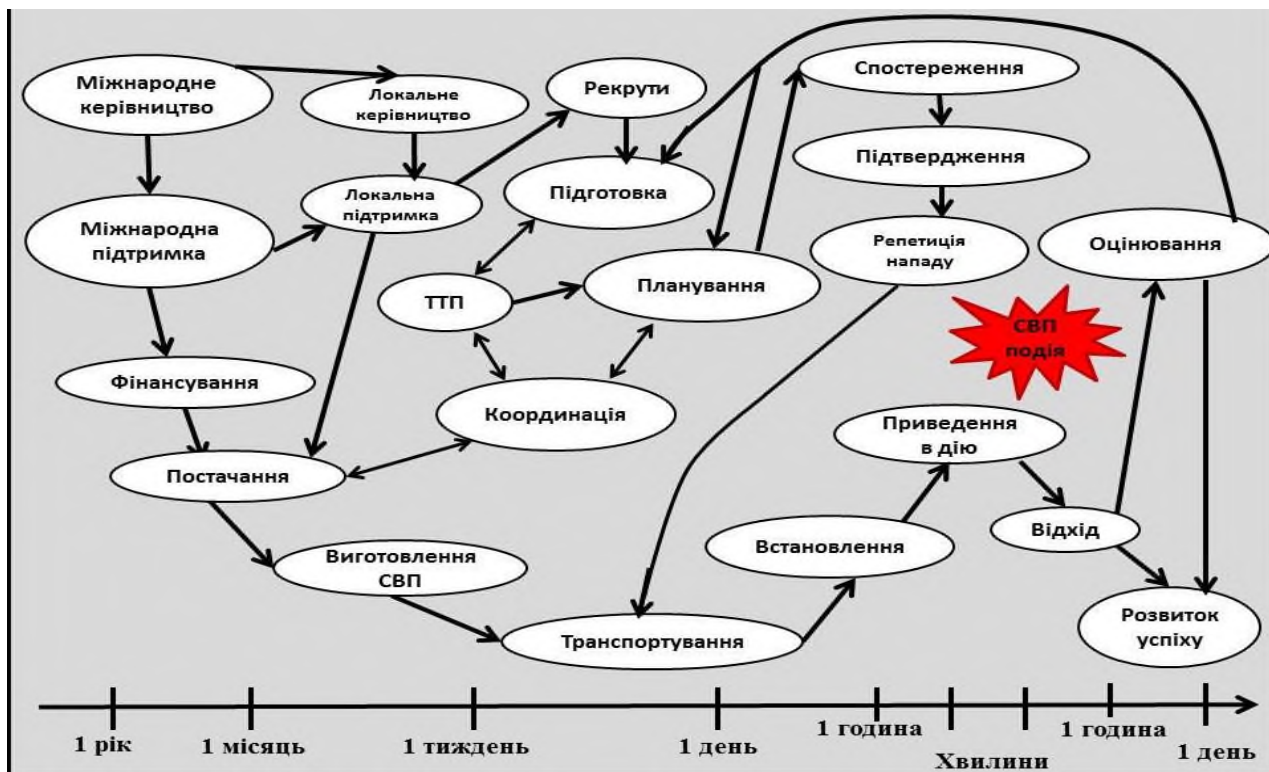 Міжнародне
керівництво
Локальне
керівництво
Рекрути
Спостереження
Підтвердження
Локальна
підтримка
Підготовка
Міжнародна
підтримка
Репетиція
нападу
Оцінювання
ТТП
Планування
СВП
подія
Фінансування
Координація
Приведення
в дію
Постачання
Відхід
Встановлення
Виготовлення
СВП
Транспортування
Розвиток
успіху
1 рік
1 місяць
1 тиждень
1 день
1 година
Хвилини
1 година
1 день